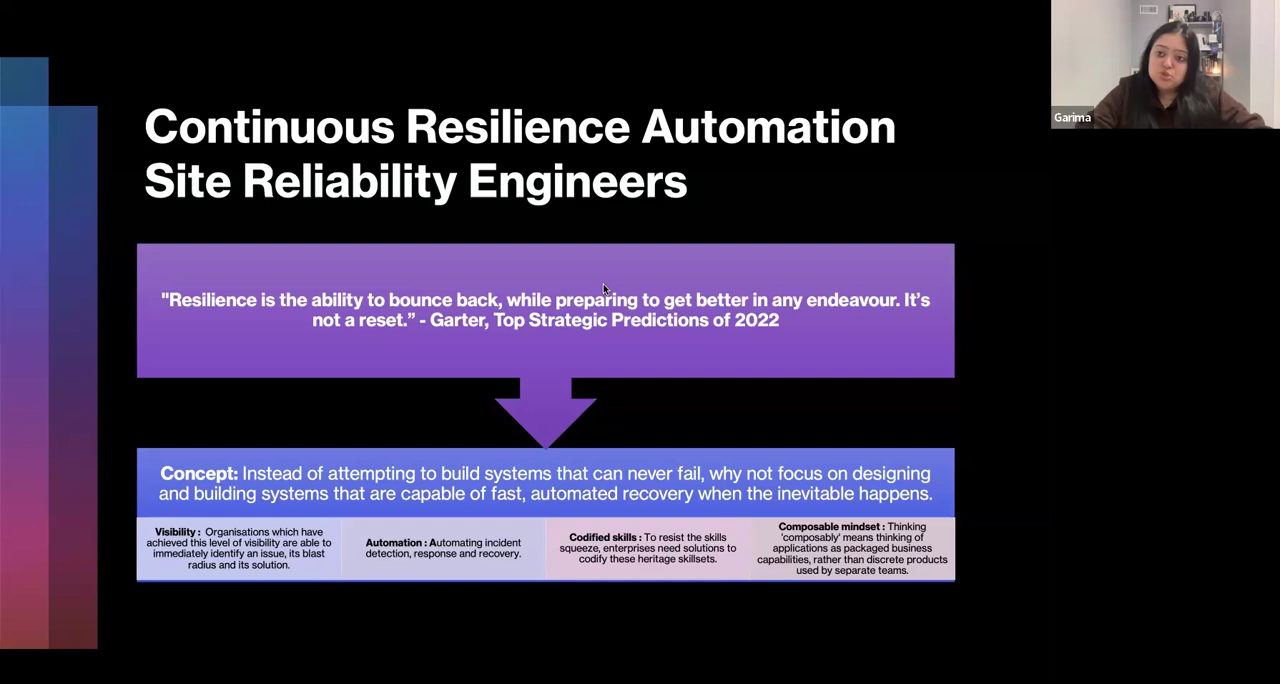 Continuous Resilience Automation
Site Reliability Engineers
"Resilience is the ability to bounce back, while preparing to get better in any endeavour. It’s
not a reset.” - Garter, Top Strategic Predictions of 2022
Concept: Instead of attempting to build systems that can never fail, why not focus on designing
and building systems that are capable of fast, automated recovery when the inevitable happens.
Visibility : Organisations which have
achieved this level of visibility are able to
immediately identify an issue, its blast
radius and its solution.
Automation : Automating incident
detection, response and recovery.
Codified skills : To resist the skills
squeeze, enterprises need solutions to
codify these heritage skillsets.
Composable mindset : Thinking
'composably' means thinking of
applications as packaged business
capabilities, rather than discrete products
used by separate teams.
Garima